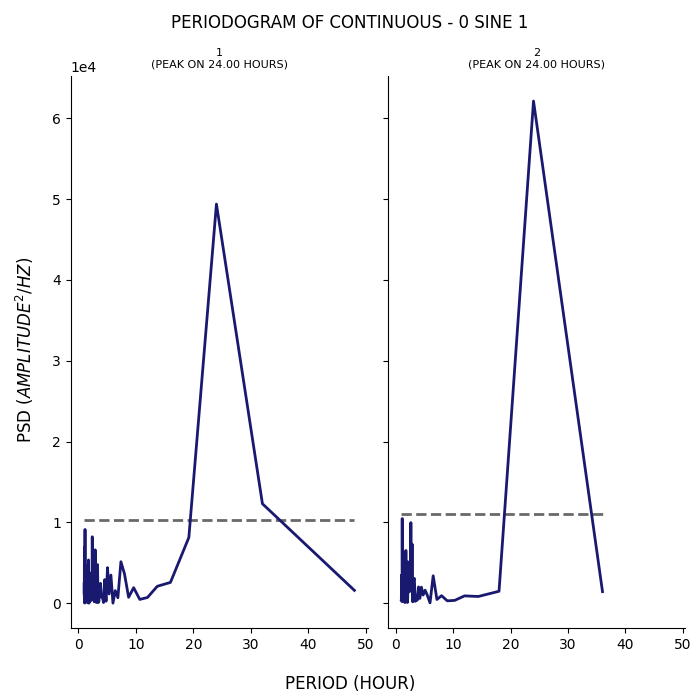 PERIODOGRAM OF CONTINUOUS - 0 SINE 1
1
(PEAK ON 24.00 HOURS)
2
(PEAK ON 24.00 HOURS)
1e4
6
5
4
3
2
1
0
PSD (AMPLITUDE²/HZ)
0 10 20 30 40 50
0 10 20 30 40 50
PERIOD (HOUR)